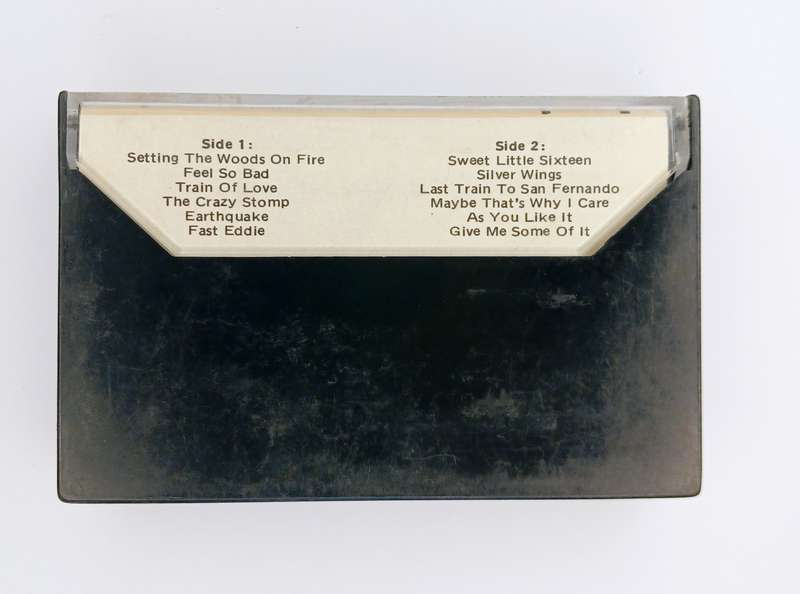 Side 1:
Setting The Woods On Fire
Feel So Bad
Train Of Love
The Crazy Stomp
Earthquake
Fast Eddie
Side 2:
Sweet Little Sixteen
Silver Wings
Last Train To San Fernando
Maybe That's Why I Care
As You Like It
Give Me Some Of It